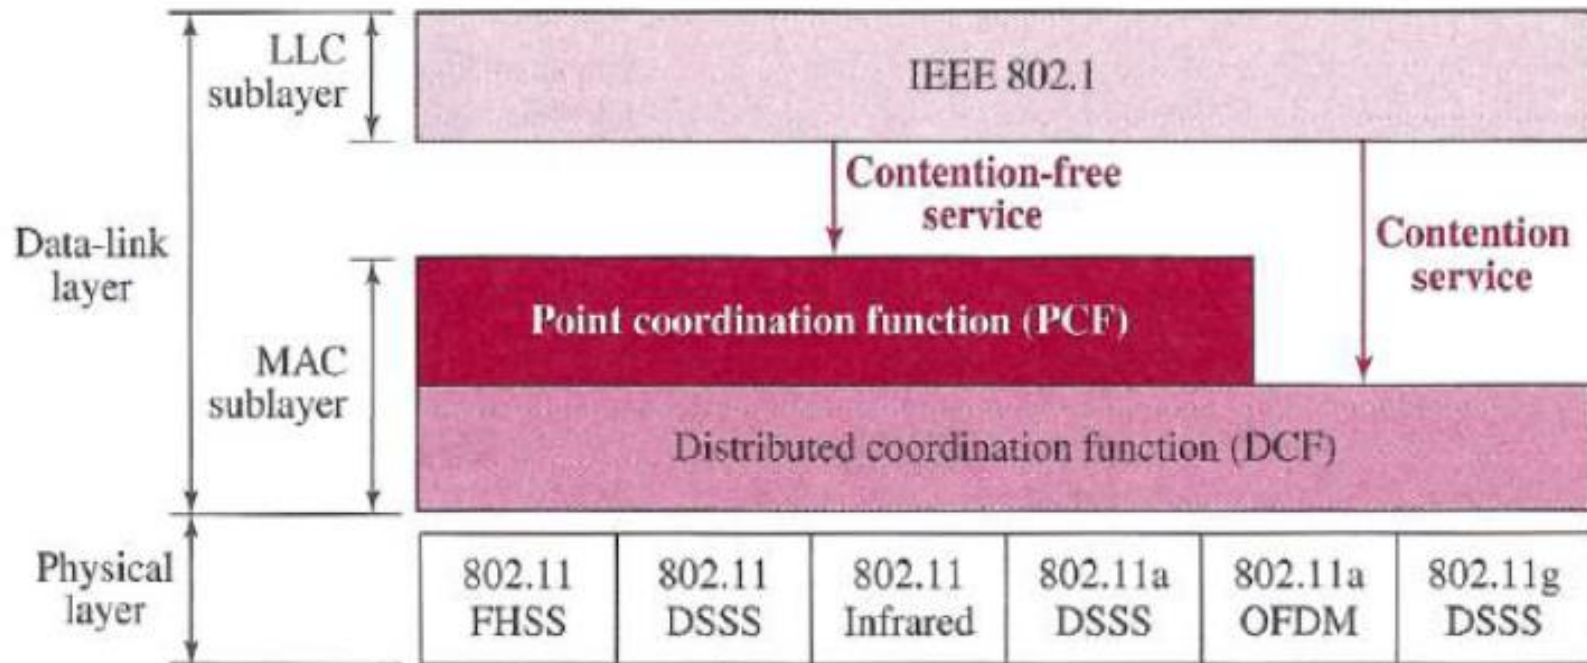 LLC
sublayer
IEEE 802.1
Contention-free
service
Contention
service
Data-link
layer
Point coordination function (PCF)
MAC
sublayer
Distributed coordination function (DCF)
Physical
layer
802.11
FHSS
802.11
DSSS
802.11
Infrared
802.11a
DSSS
802.11a
OFDM
802.11g
DSSS